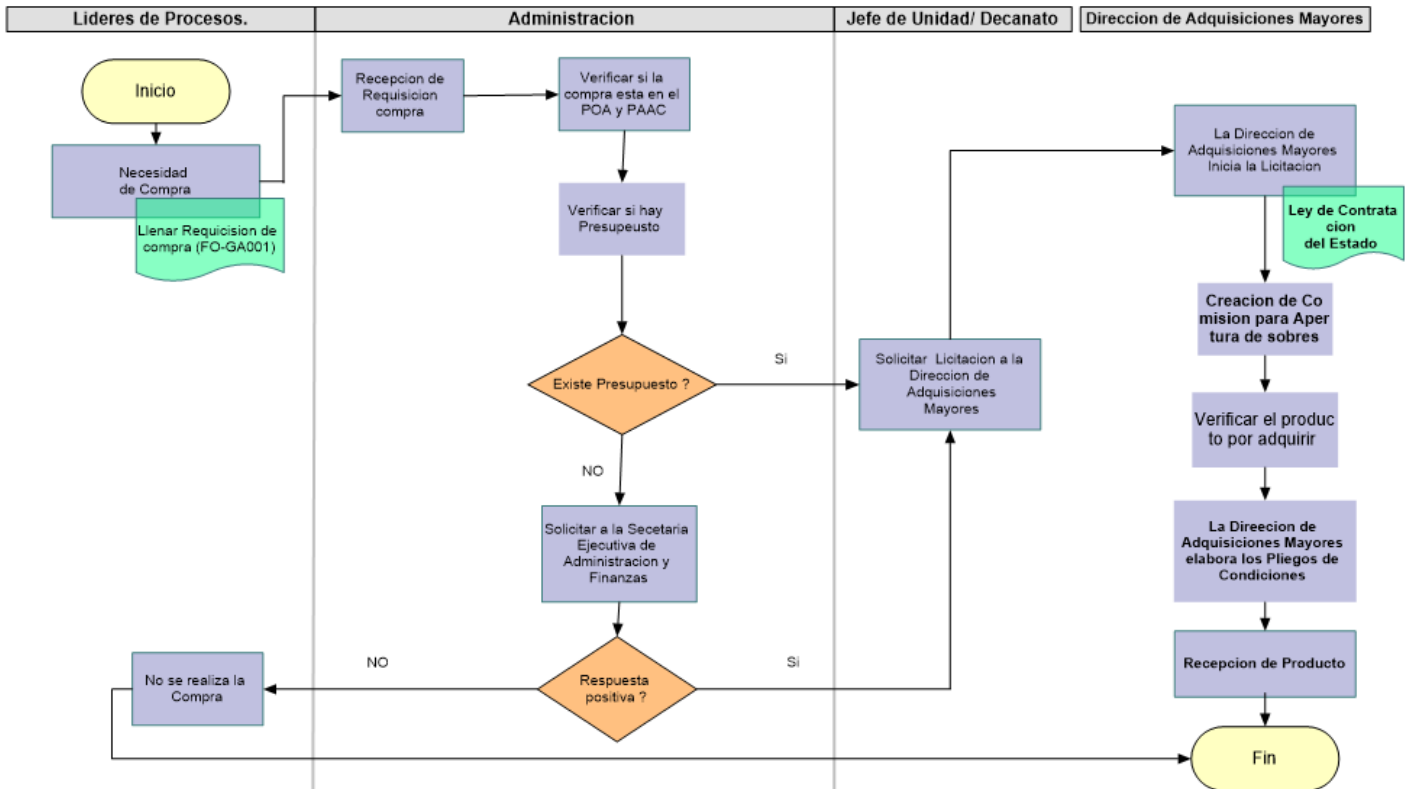 Lideres de Procesos.
Administracion
Jefe de Unidad/ Decanato
Direccion de Adquisiciones Mayores
Inicio
Necesidad
de Compra
Llenar Requicision de
compra (FO-GA001)
Recepcion de
Requisicion
compra
Verificar si la
compra esta en el
POA y PAAC
Verificar si hay
Presupeusto
Existe Presupuesto ?
Si
NO
Solicitar a la Secetaria
Ejecutiva de
Administracion y
Finanzas
Respuesta
positiva ?
NO
Si
No se realiza la
Compra
Solicitar Licitacion a la
Direccion de
Adquisiciones
Mayores
La Direccion de
Adquisiciones Mayores
Inicia la Licitacion
Ley de Contrata
cion
del Estado
Creacion de Co
mision para Aper
tura de sobres
Verificar el produc
to por adquirir
La Direecion de
Adquisiciones Mayores
elabora los Pliegos de
Condiciones
Recepcion de Producto
Fin